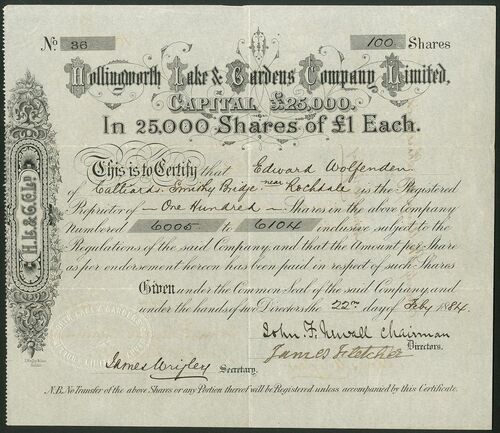 No 36 100 Shares
Hollingworth Lake & Gardens Company Limited,
CAPITAL £25,000,
In 25,000 Shares of £1 Each.
This is to Certify that Edward Wolfenden
of Calliards Smithy Bridge near Rochdale is the Registered
Proprietor of — One Hundred — Shares in the above Company
Numbered 6005 to 6104 inclusive subject to the
Regulations of the said Company, and that the Amount per Share
as per endorsement hereon has been paid in respect of such Shares
Given under the Common Seal of the said Company, and
under the hands of two Directors the 22nd day of Feby 1884.
John F. Newall Chairman
James Fletcher Directors.
James Wrigley Secretary.
N.B. No Transfer of the above Shares or any Portion thereof will be Registered unless accompanied by this Certificate.
H.L.& G.C.Ld.